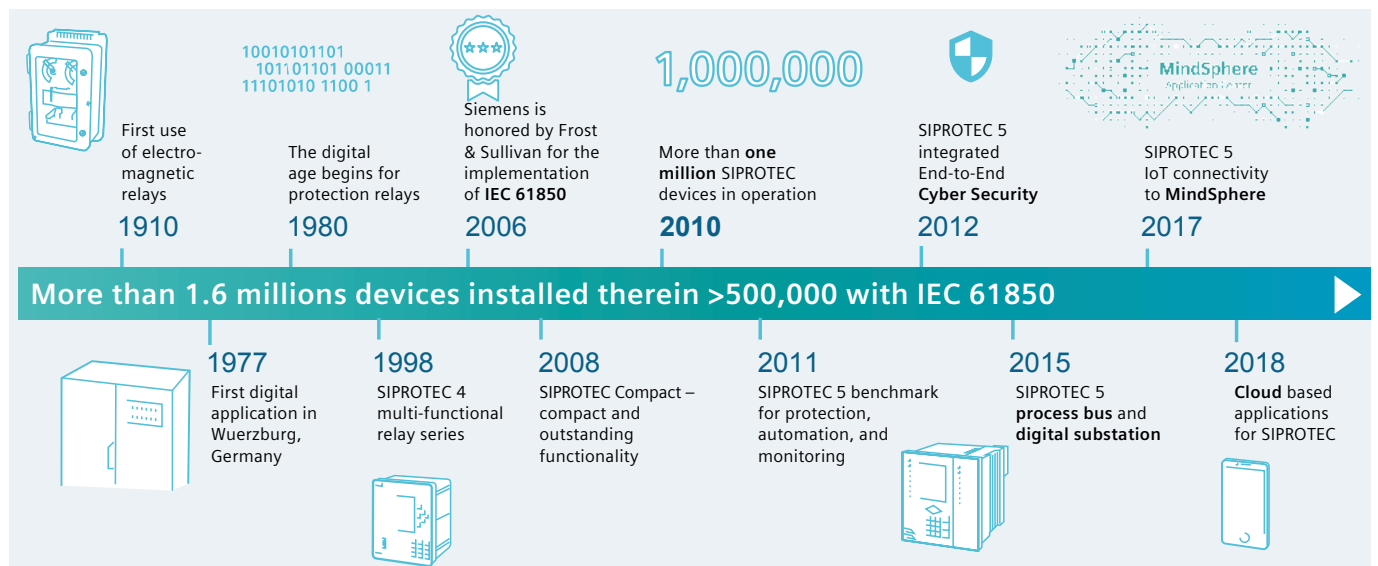 10010101101
101101101 00011
11101010 1100 1
1,000,000
MindSphere
Application Center
First use
of electro-
magnetic
relays
1910
The digital
age begins for
protection relays
1980
Siemens is
honored by Frost
& Sullivan for the
implementation
of IEC 61850
2006
More than one
million SIPROTEC
devices in operation
2010
SIPROTEC 5
integrated
End-to-End
Cyber Security
2012
SIPROTEC 5
IoT connectivity
to MindSphere
2017
More than 1.6 millions devices installed therein >500,000 with IEC 61850
1977
First digital
application in
Wuerzburg,
Germany
1998
SIPROTEC 4
multi-functional
relay series
2008
SIPROTEC Compact –
compact and
outstanding
functionality
2011
SIPROTEC 5 benchmark
for protection,
automation, and
monitoring
2015
SIPROTEC 5
process bus and
digital substation
2018
Cloud based
applications
for SIPROTEC